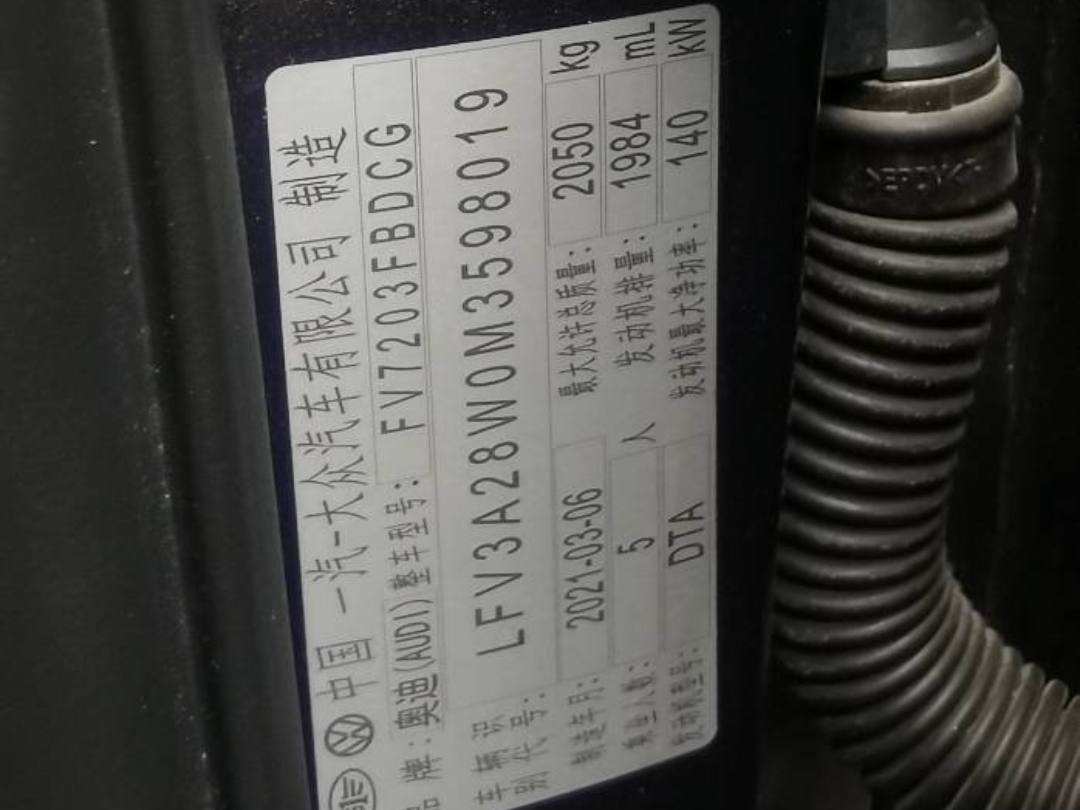 中国 一汽-大众汽车有限公司 制造
品 牌: 奥迪(AUDI) 整车型号: FV7203FBDCG
车辆识别代号: LFV3A28W0M3598019
制造年月: 2021-03-06 最大允许总质量: 2050 kg
乘坐人数: 5 人 发动机排量: 1984 mL
发动机型号: DTA 发动机最大净功率: 140 kW